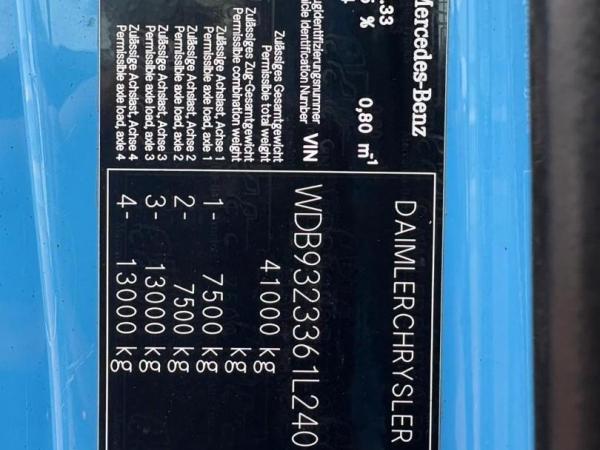 Mercedes-Benz
.33
%
0,80 m⁻¹
DAIMLERCHRYSLER
VIN
WDB9323361L240
Zulässiges Gesamtgewicht
Permissible total weight
41000 kg
Zulässiges Zug-Gesamtgewicht
Permissible combination weight
kg
Zulässige Achslast, Achse 1
Permissible axle load, axle 1
1- 7500 kg
Zulässige Achslast, Achse 2
Permissible axle load, axle 2
2- 7500 kg
Zulässige Achslast, Achse 3
Permissible axle load, axle 3
3- 13000 kg
Zulässige Achslast, Achse 4
Permissible axle load, axle 4
4- 13000 kg